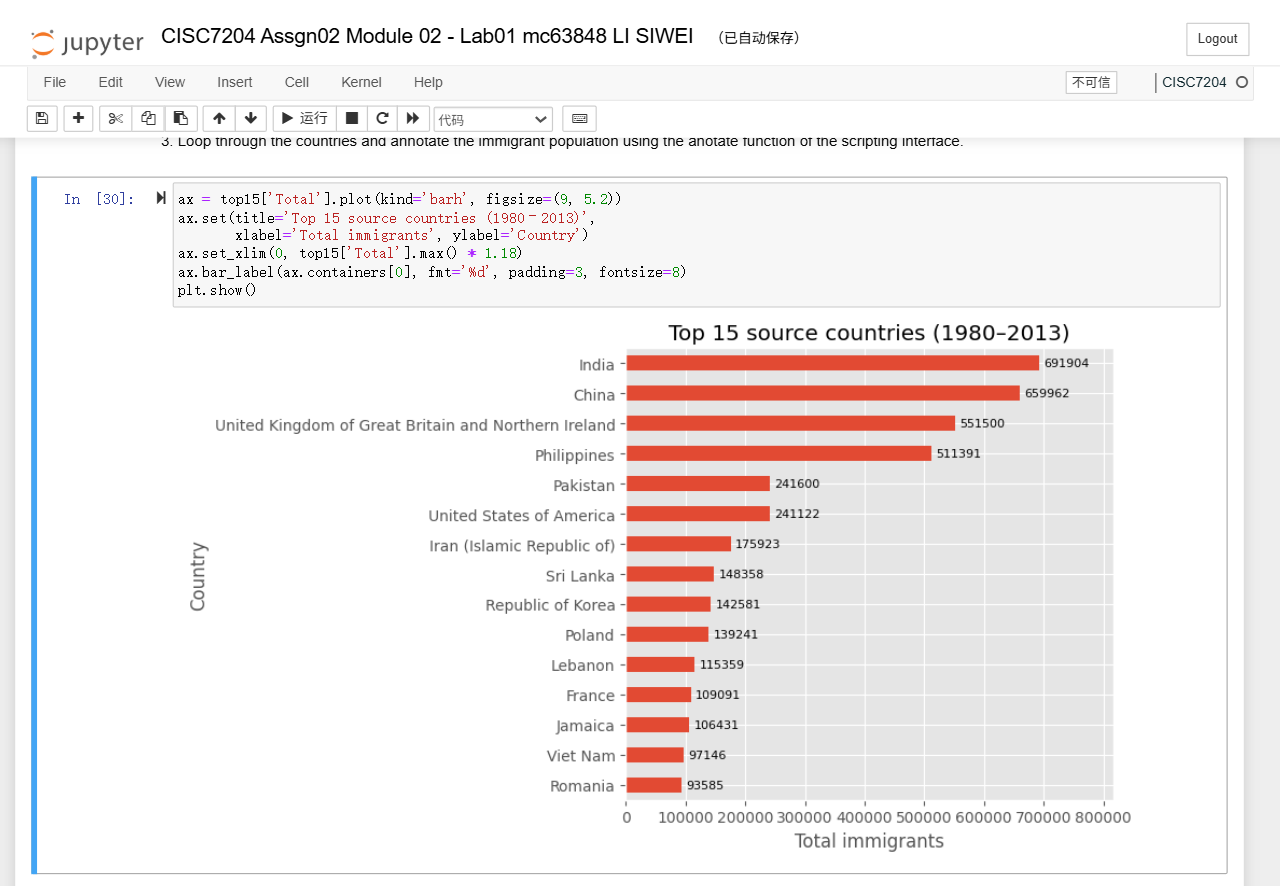 jupyter CISC7204 Assgn02 Module 02 - Lab01 mc63848 LI SIWEI (已自动保存) Logout
File Edit View Insert Cell Kernel Help 不可信 CISC7204
运行 代码
3. Loop through the countries and annotate the immigrant population using the anotate function of the scripting interface.
In [30]:
ax = top15['Total'].plot(kind='barh', figsize=(9, 5.2))
ax.set(title='Top 15 source countries (1980–2013)',
xlabel='Total immigrants', ylabel='Country')
ax.set_xlim(0, top15['Total'].max() * 1.18)
ax.bar_label(ax.containers[0], fmt='%d', padding=3, fontsize=8)
plt.show()
Top 15 source countries (1980–2013)
India 691904
China 659962
United Kingdom of Great Britain and Northern Ireland 551500
Philippines 511391
Pakistan 241600
United States of America 241122
Iran (Islamic Republic of) 175923
Sri Lanka 148358
Republic of Korea 142581
Poland 139241
Lebanon 115359
France 109091
Jamaica 106431
Viet Nam 97146
Romania 93585
Country
0 100000 200000 300000 400000 500000 600000 700000 800000
Total immigrants